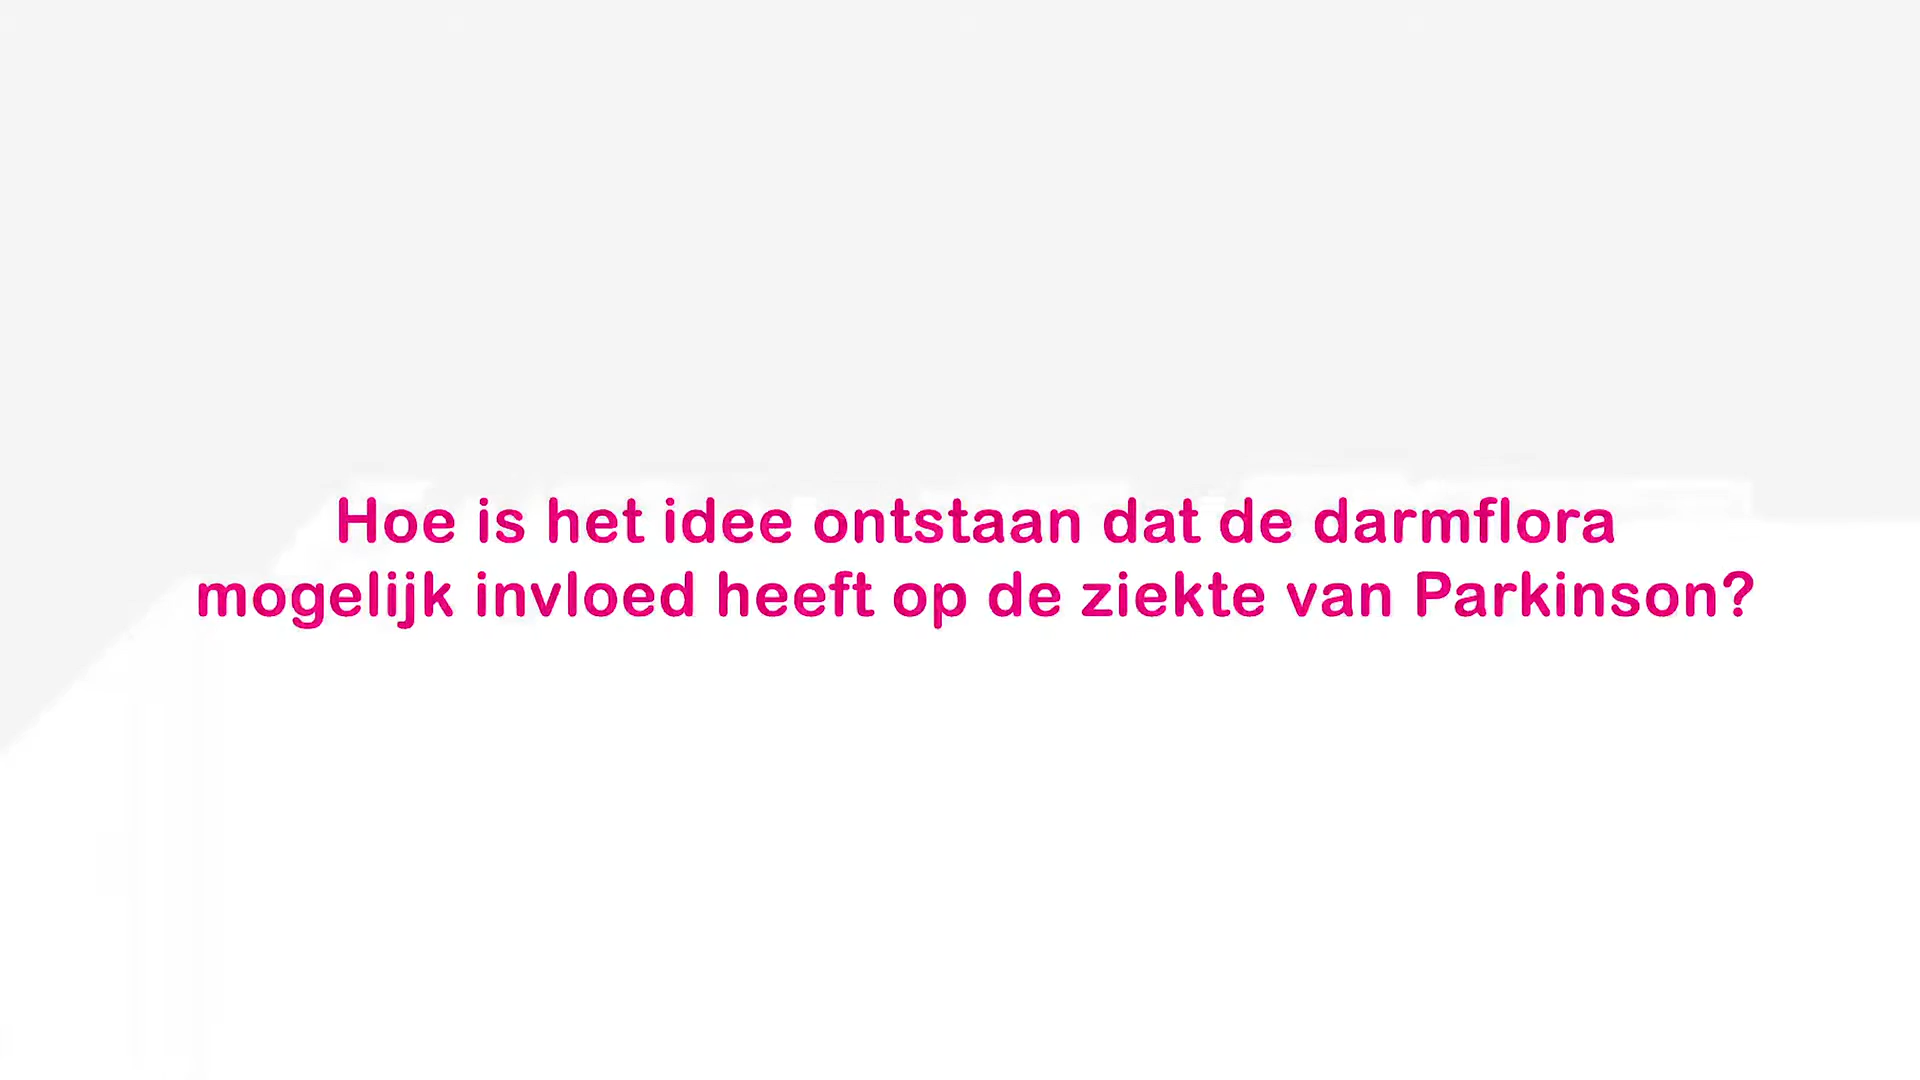 Hoe is het idee ontstaan dat de darmflora
mogelijk invloed heeft op de ziekte van Parkinson?